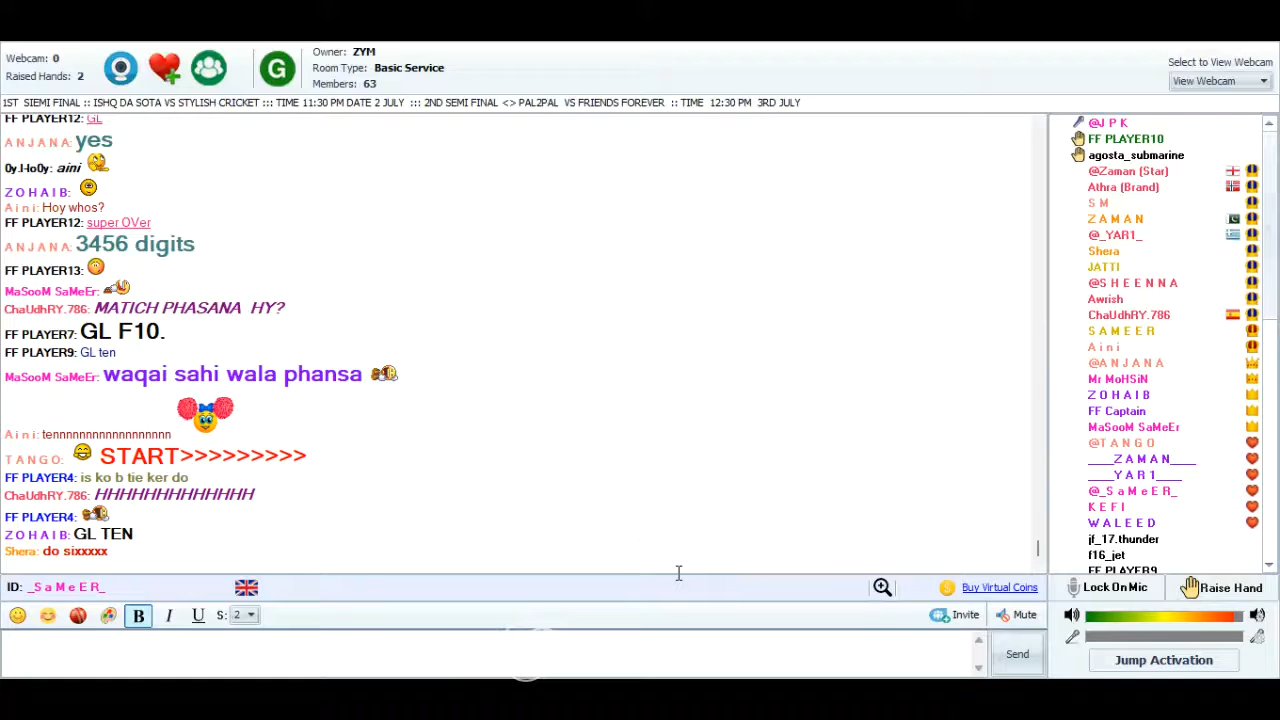 Webcam: 0
Raised Hands: 2
G
Owner: ZYM
Room Type: Basic Service
Members: 63
Select to View Webcam
View Webcam
1ST SIEMI FINAL :: ISHQ DA SOTA VS STYLISH CRICKET ::: TIME 11:30 PM DATE 2 JULY ::: 2ND SEMI FINAL <> PAL2PAL VS FRIENDS FOREVER :: TIME 12:30 PM 3RD JULY
FF PLAYER12: GL
A N J A N A: yes
0y.I-Io0y: aini
Z O H A I B:
A i n i: Hoy whos?
FF PLAYER12: super OVer
A N J A N A: 3456 digits
FF PLAYER13:
MaSooM SaMeEr:
ChaUdhRY.786: MATICH PHASANA HY?
FF PLAYER7: GL F10.
FF PLAYER9: GL ten
MaSooM SaMeEr: waqai sahi wala phansa
A i n i: tennnnnnnnnnnnnnnnnnn
T A N G O: START>>>>>>>>>
FF PLAYER4: is ko b tie ker do
ChaUdhRY.786: HHHHHHHHHHHHH
FF PLAYER4:
Z O H A I B: GL TEN
Shera: do sixxxxx
@J P K
FF PLAYER10
agosta_submarine
@Zaman (Star)
Athra (Brand)
S M
Z A M A N
@_YAR1_
Shera
JATTI
@S H E E N N A
Awrish
ChaUdhRY.786
S A M E E R
A i n i
@A N J A N A
Mr MoHSiN
Z O H A I B
FF Captain
MaSooM SaMeEr
@T A N G O
____Z A M A N____
____Y A R 1____
@_S a M e E R_
K E F I
W A L E E D
jf_17.thunder
f16_jet
FF PLAYER9
ID: _S a M e E R_
Buy Virtual Coins
Lock On Mic
Raise Hand
B I U S: 2
Invite
Mute
Send
Jump Activation